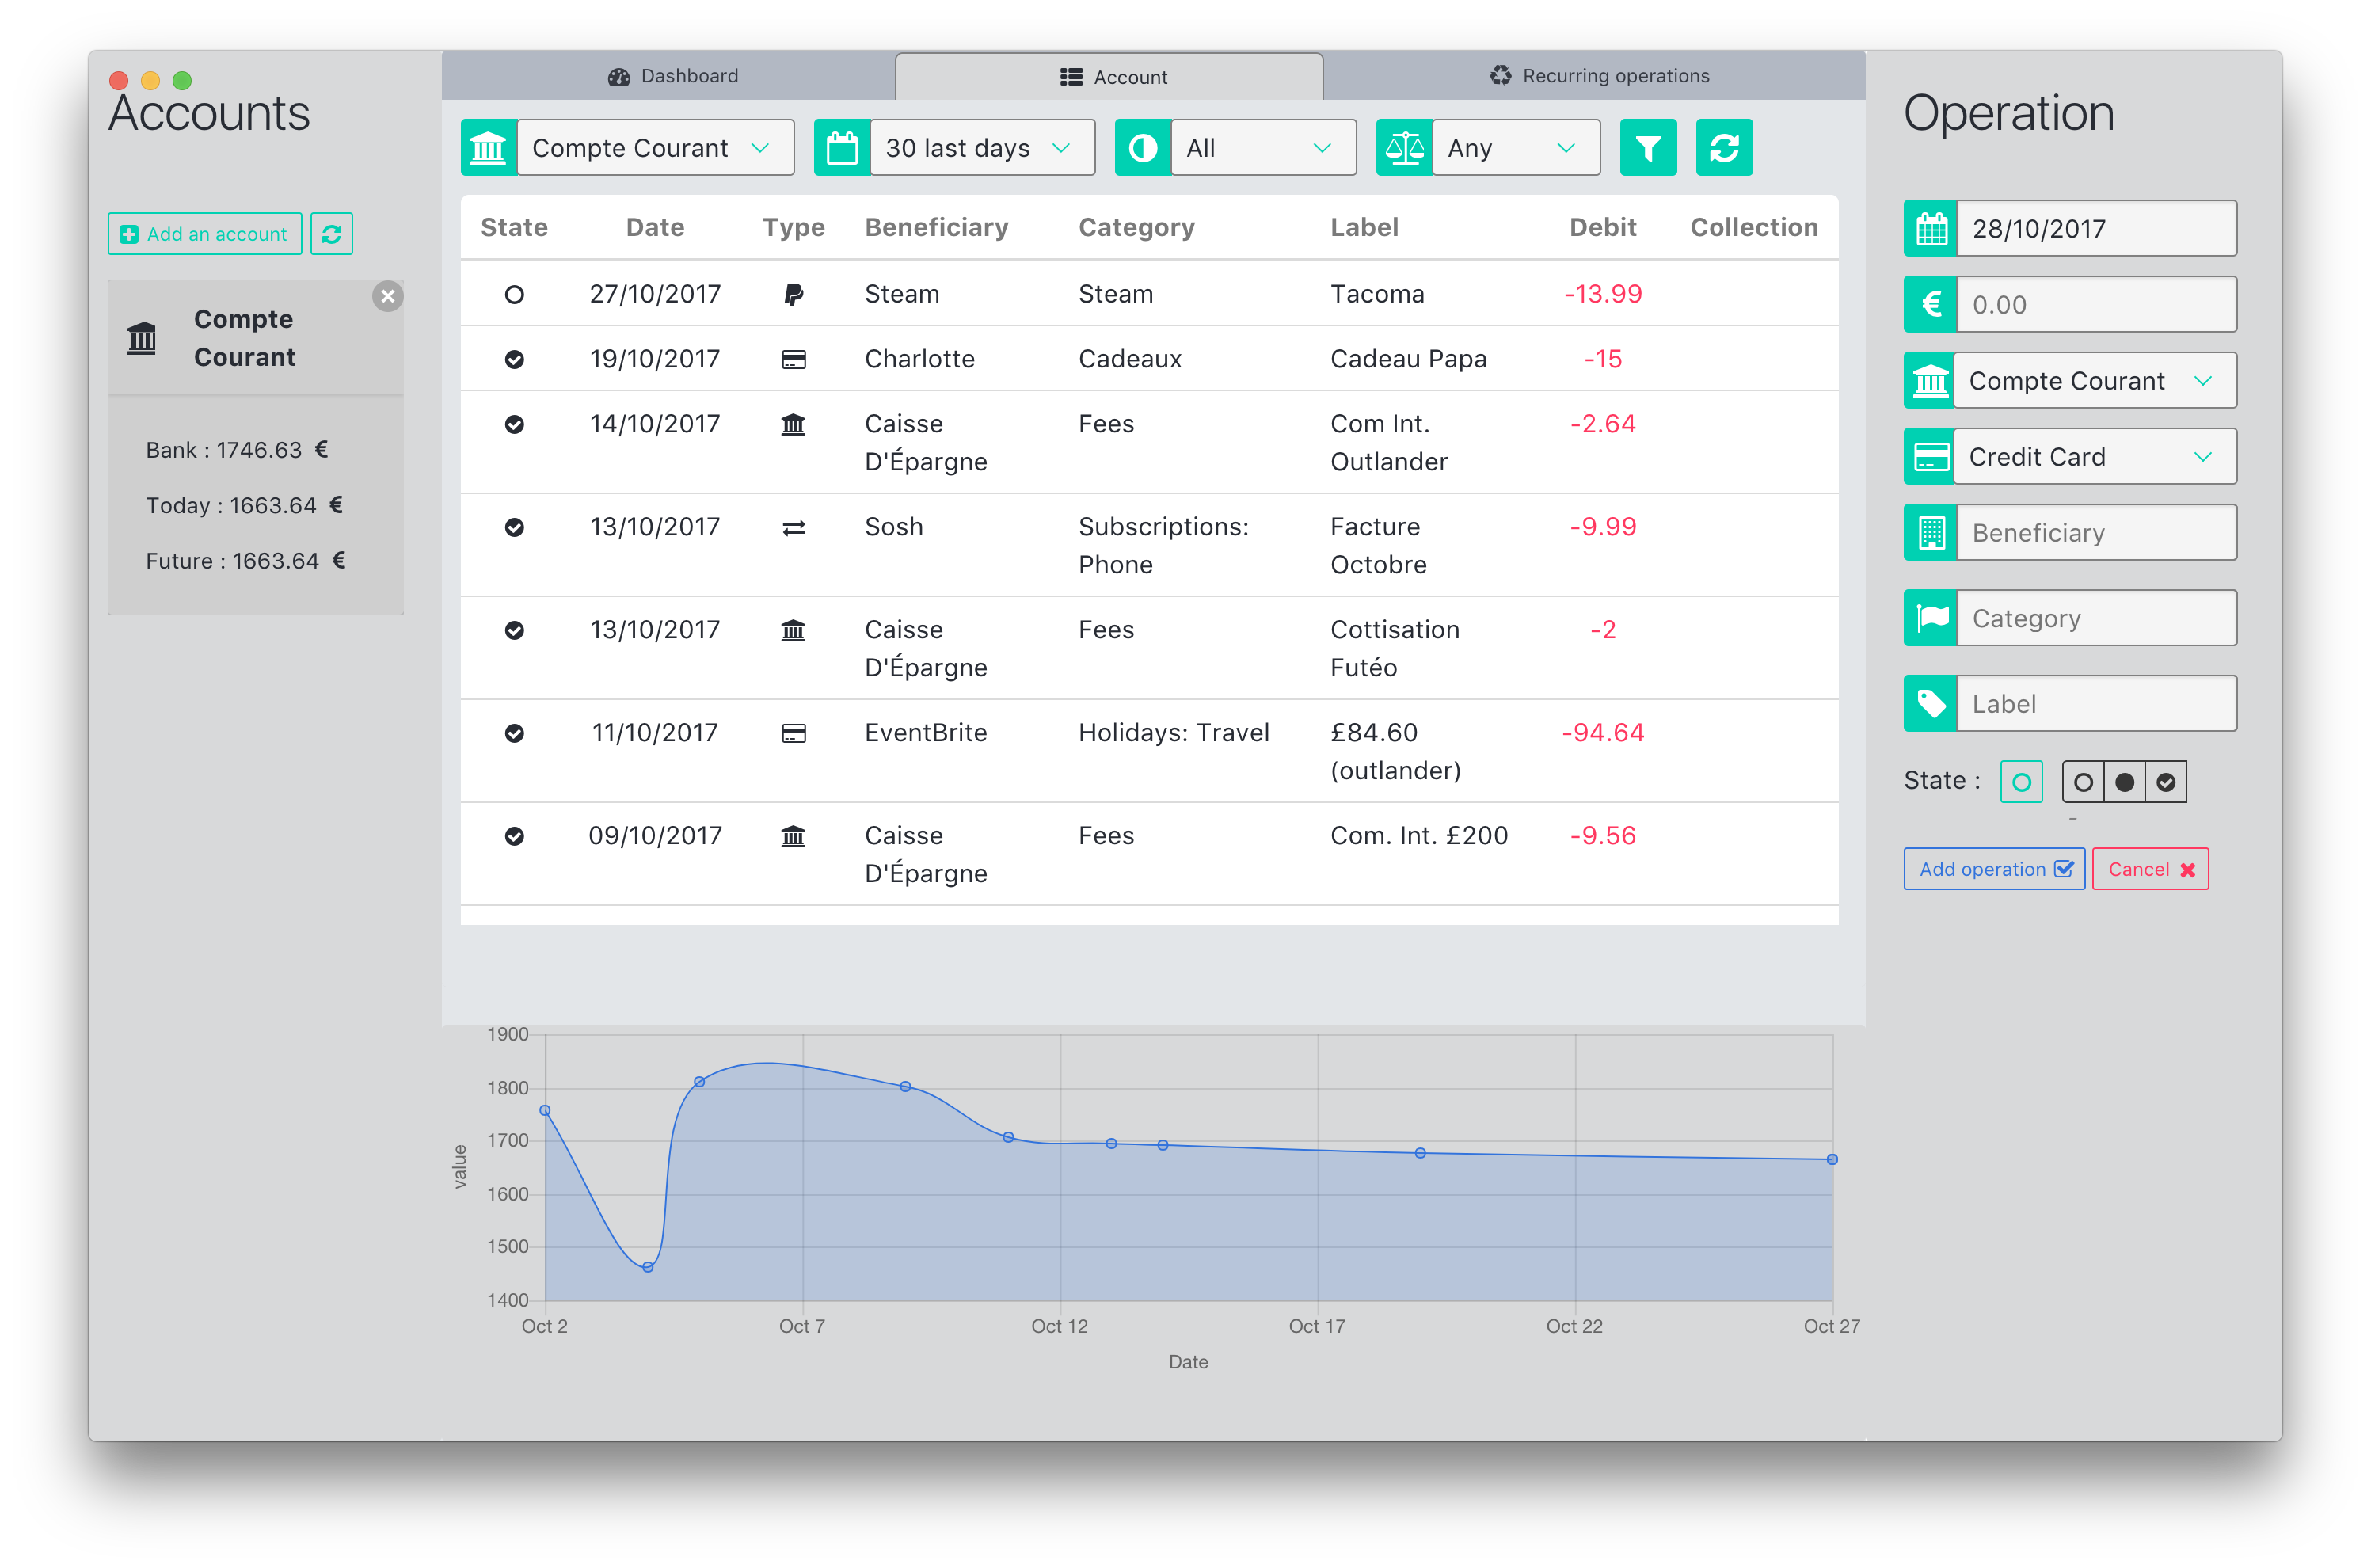 Accounts
Add an account
Compte
Courant
Bank : 1746.63 €
Today : 1663.64 €
Future : 1663.64 €
Dashboard
Account
Recurring operations
Compte Courant
30 last days
All
Any
State Date Type Beneficiary Category Label Debit Collection
27/10/2017 Steam Steam Tacoma -13.99
19/10/2017 Charlotte Cadeaux Cadeau Papa -15
14/10/2017 Caisse Fees Com Int. -2.64
D'Épargne Outlander
13/10/2017 Sosh Subscriptions: Facture -9.99
Phone Octobre
13/10/2017 Caisse Fees Cottisation -2
D'Épargne Futéo
11/10/2017 EventBrite Holidays: Travel £84.60 -94.64
(outlander)
09/10/2017 Caisse Fees Com. Int. £200 -9.56
D'Épargne
1900
1800
1700
1600
1500
1400
value
Oct 2 Oct 7 Oct 12 Oct 17 Oct 22 Oct 27
Date
Operation
28/10/2017
€ 0.00
Compte Courant
Credit Card
Beneficiary
Category
Label
State :
-
Add operation
Cancel